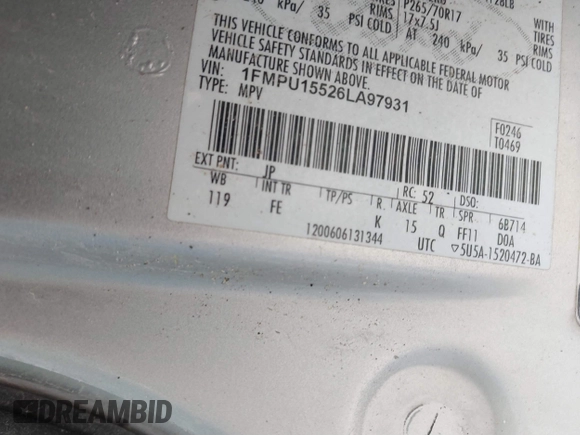 240 kPa/ 35 PSI COLD
RIMS
P265/70R17
17x7.5J
AT 240 kPa/ 35 PSI COLD
WITH
TIRES
RIMS
THIS VEHICLE CONFORMS TO ALL APPLICABLE FEDERAL MOTOR
VEHICLE SAFETY STANDARDS IN EFFECT ON THE DATE OF
MANUFACTURE SHOWN ABOVE.
VIN: 1FMPU15526LA97931
TYPE: MPV
F0246
T0469
EXT PNT: JP RC: 52 DSO:
WB INT TR TP/PS R AXLE TR SPR 6B714
119 FE K 15 Q FF11 DOA
1200606131344 UTC ▽5U5A-1520472-BA
DREAMBID